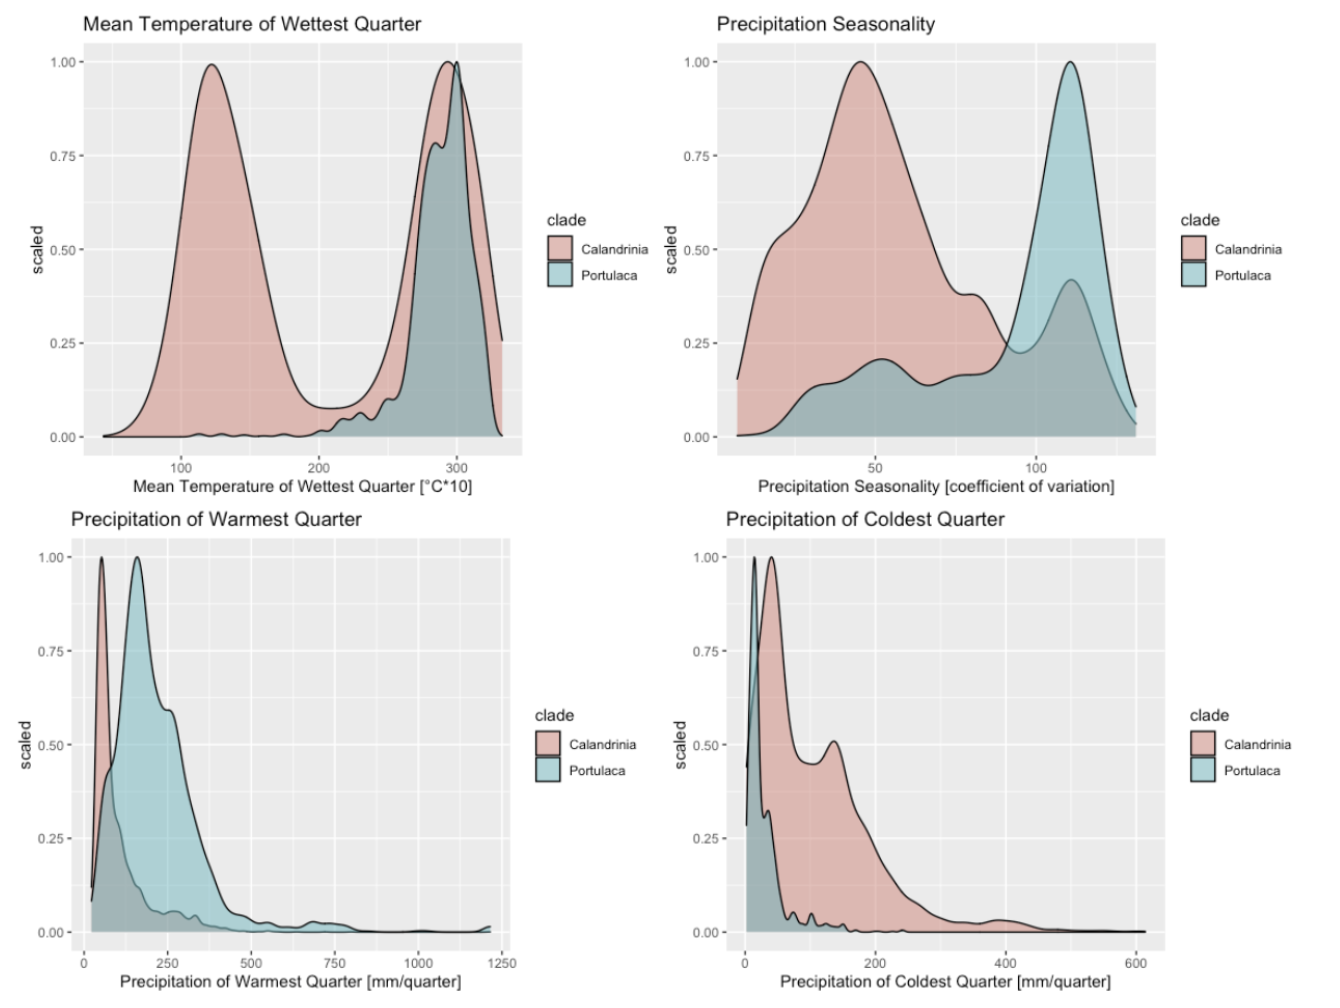 Mean Temperature of Wettest Quarter
1.00
0.75
0.50
0.25
0.00
scaled
100 200 300
Mean Temperature of Wettest Quarter [°C*10]
clade
Calandrinia
Portulaca
Precipitation Seasonality
1.00
0.75
0.50
0.25
0.00
scaled
50 100
Precipitation Seasonality [coefficient of variation]
clade
Calandrinia
Portulaca
Precipitation of Warmest Quarter
1.00
0.75
0.50
0.25
0.00
scaled
0 250 500 750 1000 1250
Precipitation of Warmest Quarter [mm/quarter]
clade
Calandrinia
Portulaca
Precipitation of Coldest Quarter
1.00
0.75
0.50
0.25
0.00
scaled
0 200 400 600
Precipitation of Coldest Quarter [mm/quarter]
clade
Calandrinia
Portulaca